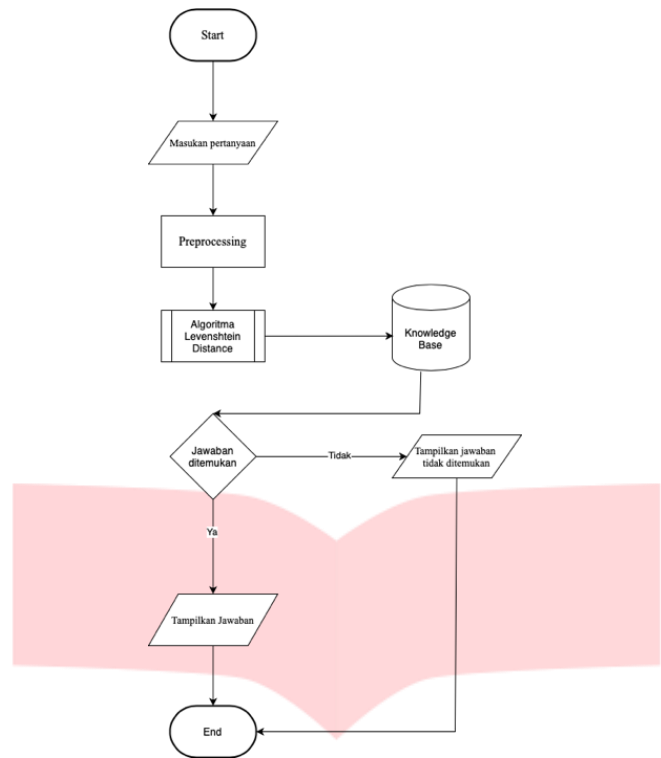 Start
Masukan pertanyaan
Preprocessing
Algoritma
Levenshtein
Distance
Knowledge
Base
Jawaban
ditemukan
Tidak
Tampilkan jawaban
tidak ditemukan
Ya
Tampilkan Jawaban
End